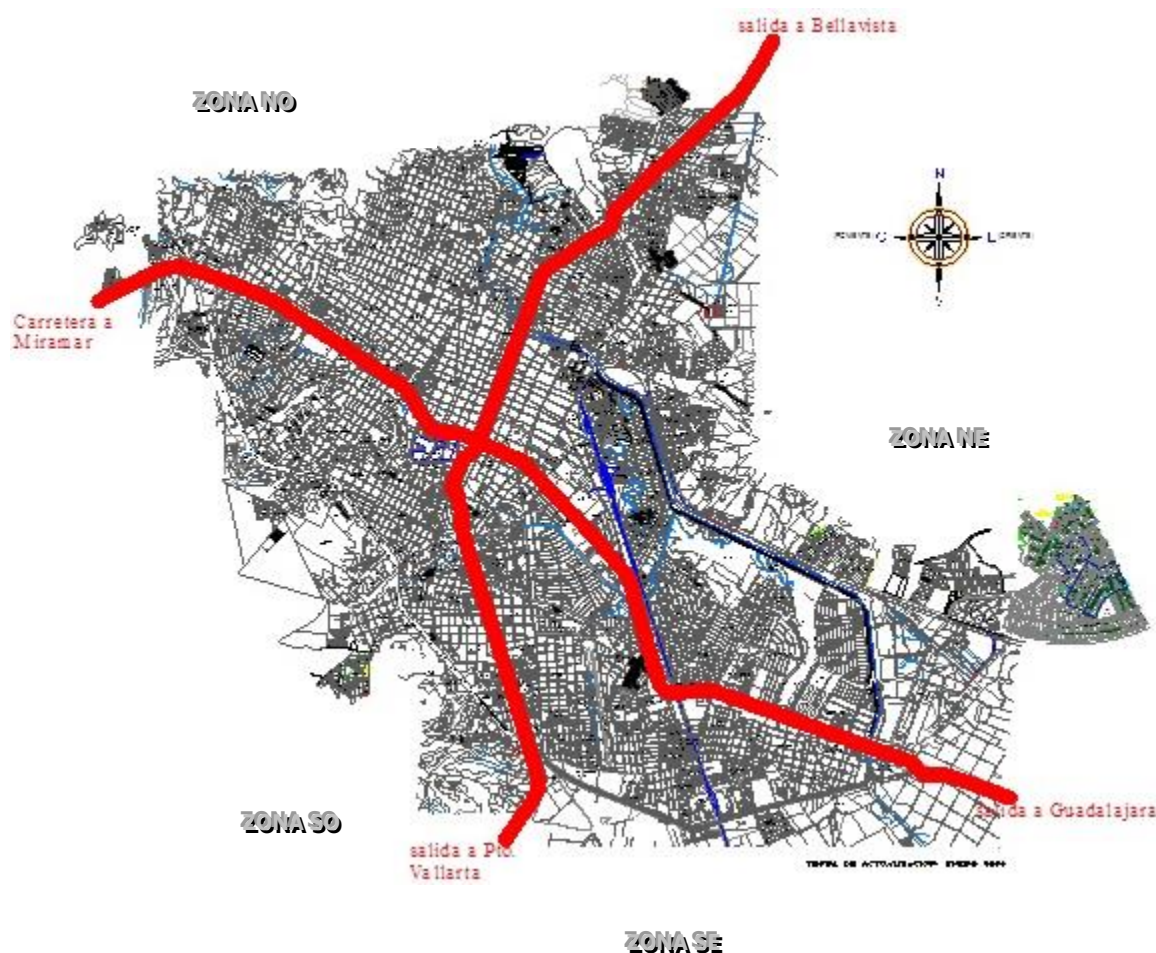 salida a Bellavista
ZONA NO
N
Carretera a
Miramar
ZONA NE
salida a Guadalajara
ZONA SO
salida a Pto.
Vallarta
ZONA SE